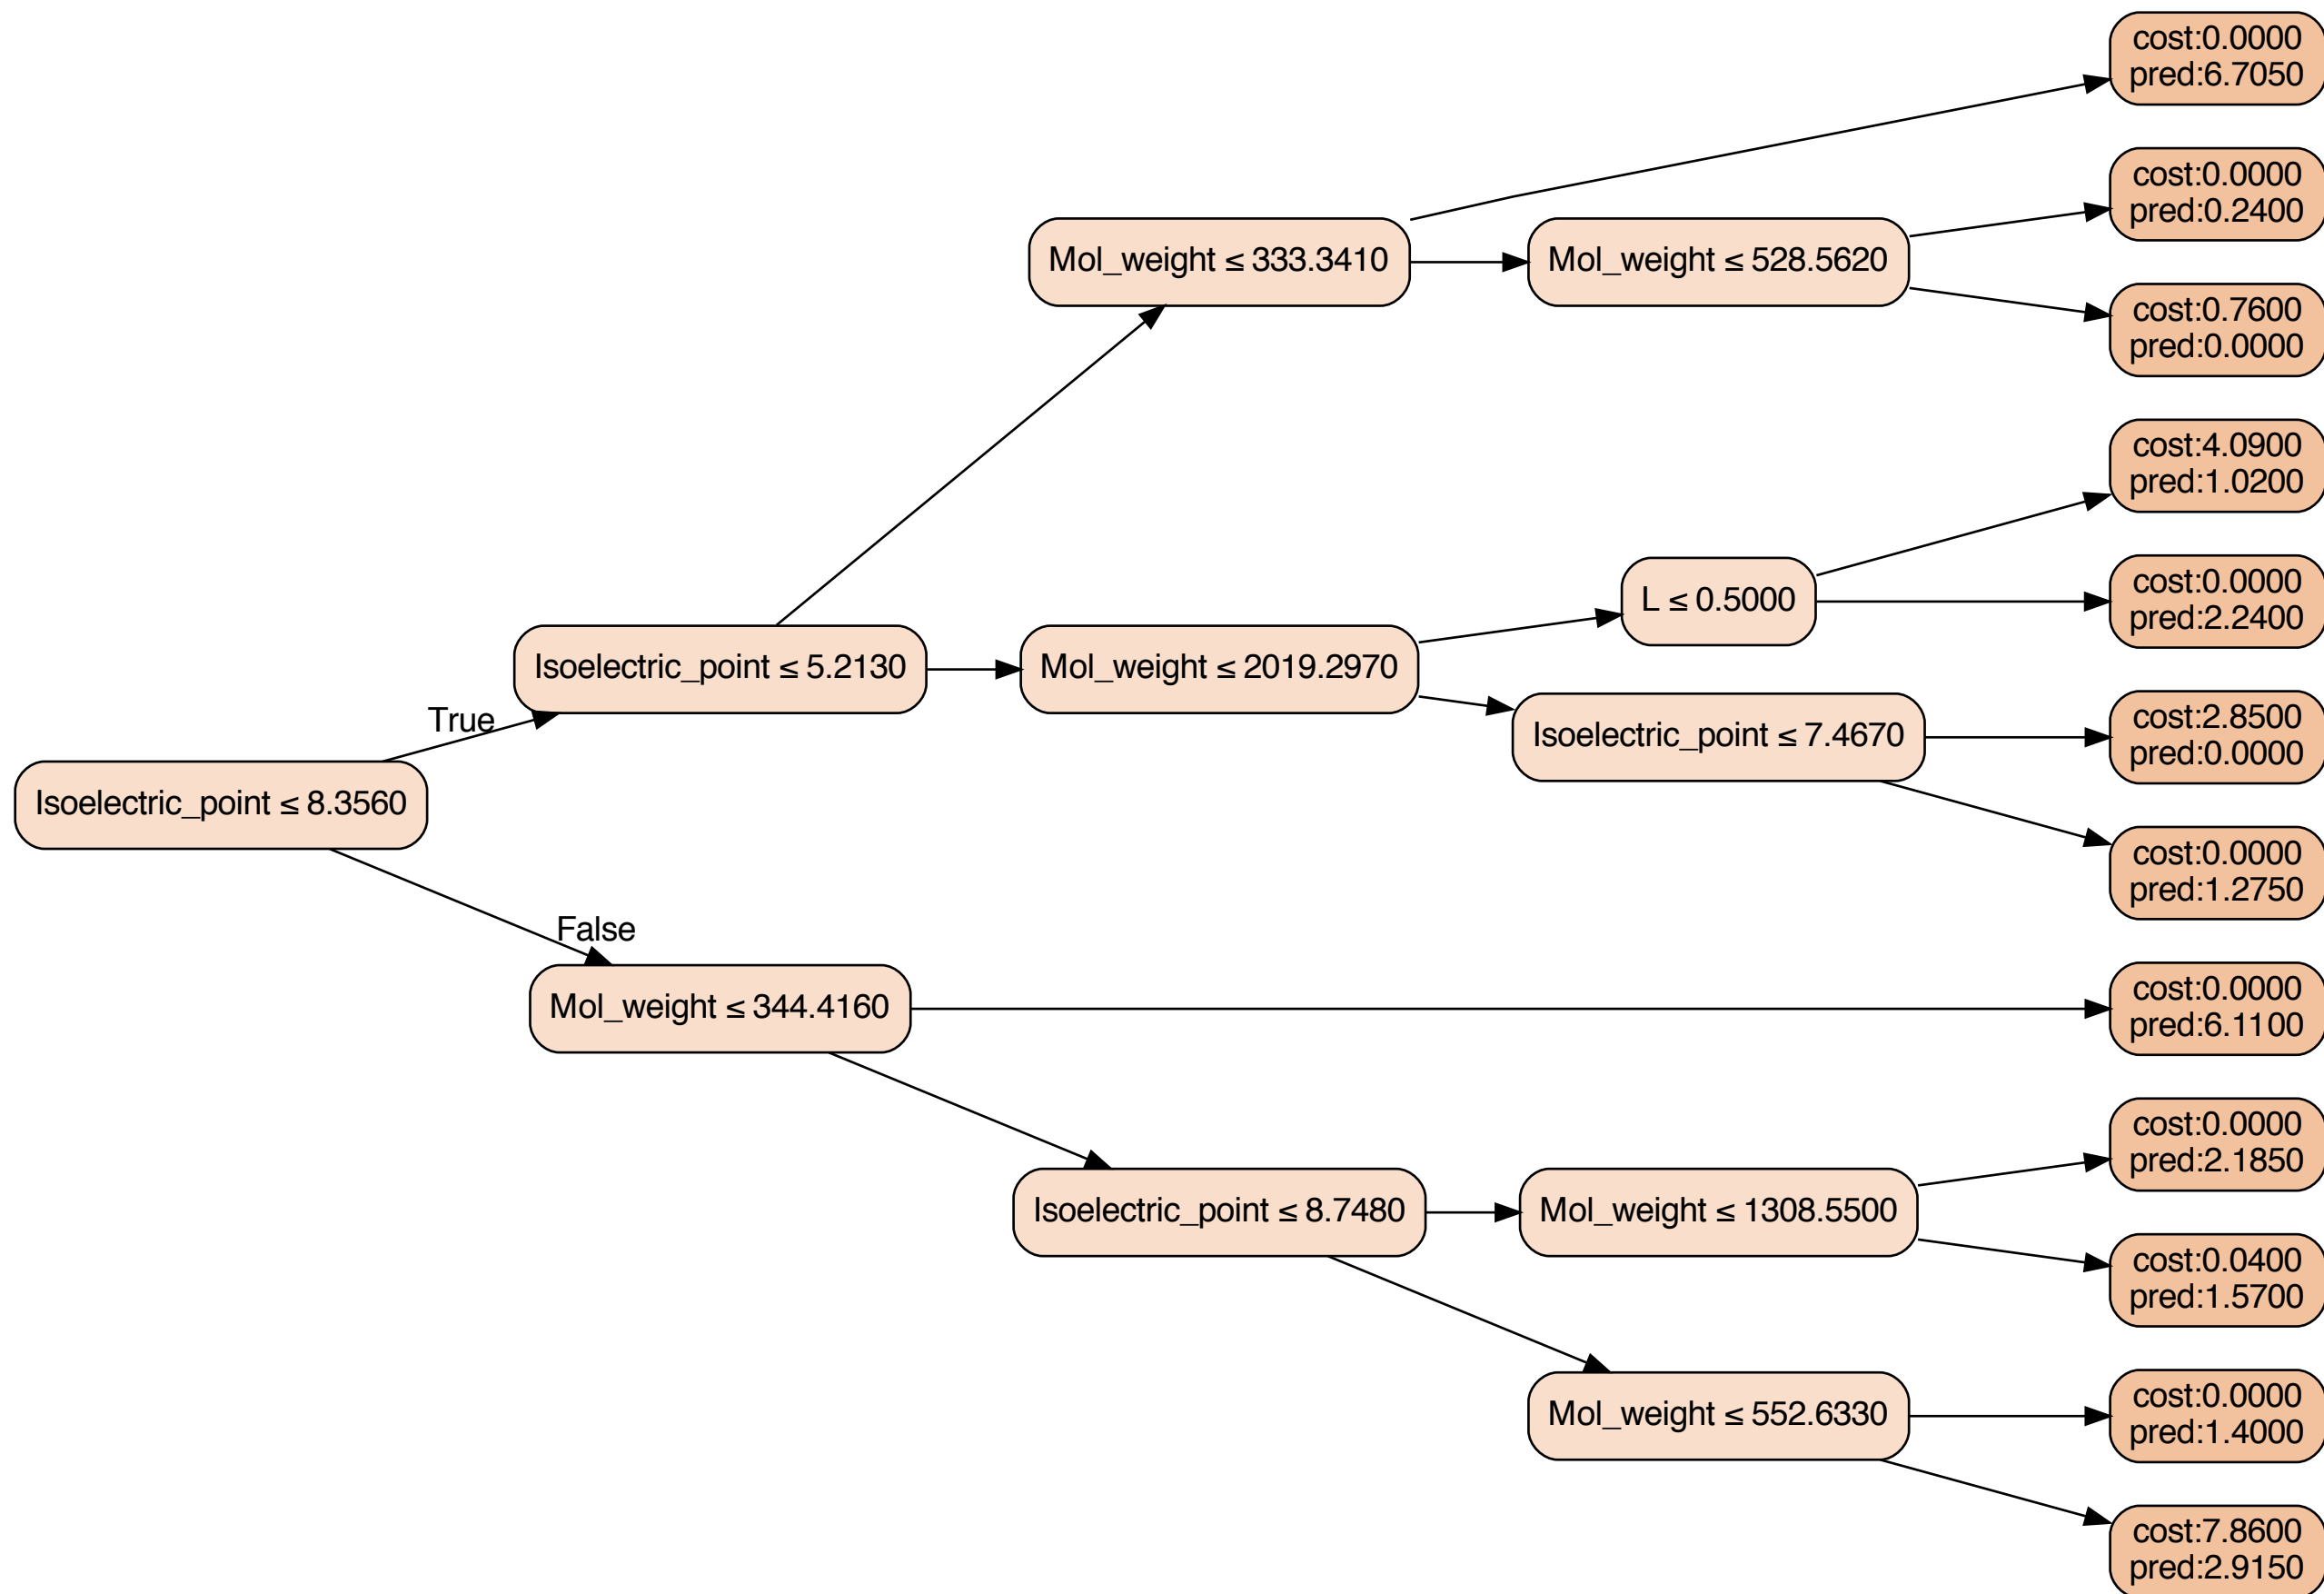 cost:0.0000
pred:6.7050
cost:0.0000
pred:0.2400
Mol_weight ≤ 333.3410
Mol_weight ≤ 528.5620
cost:0.7600
pred:0.0000
cost:4.0900
pred:1.0200
L ≤ 0.5000
cost:0.0000
pred:2.2400
Isoelectric_point ≤ 5.2130
Mol_weight ≤ 2019.2970
True
Isoelectric_point ≤ 7.4670
cost:2.8500
pred:0.0000
Isoelectric_point ≤ 8.3560
cost:0.0000
pred:1.2750
False
Mol_weight ≤ 344.4160
cost:0.0000
pred:6.1100
cost:0.0000
pred:2.1850
Isoelectric_point ≤ 8.7480
Mol_weight ≤ 1308.5500
cost:0.0400
pred:1.5700
Mol_weight ≤ 552.6330
cost:0.0000
pred:1.4000
cost:7.8600
pred:2.9150